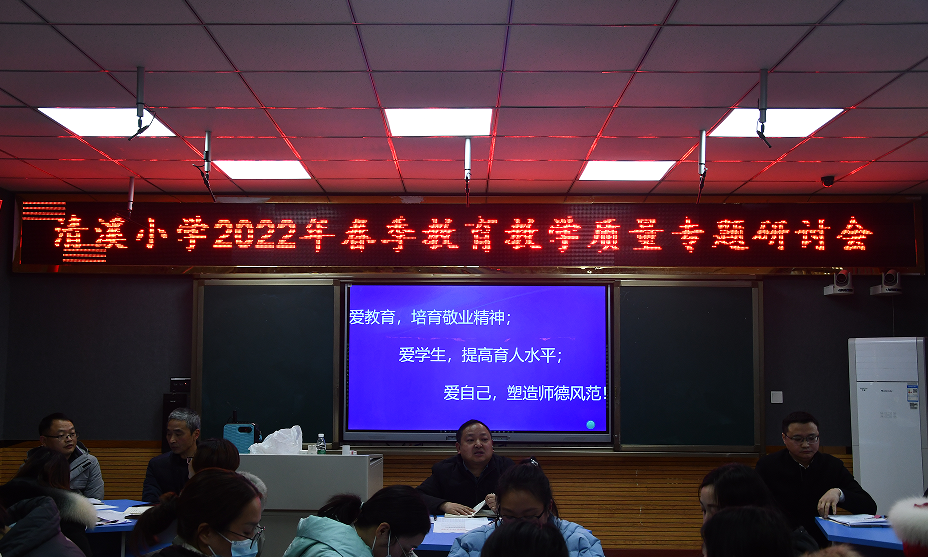 清溪小学2022年春季教育教学质量专题研讨会
爱教育，培育敬业精神；
爱学生，提高育人水平；
爱自己，塑造师德风范！